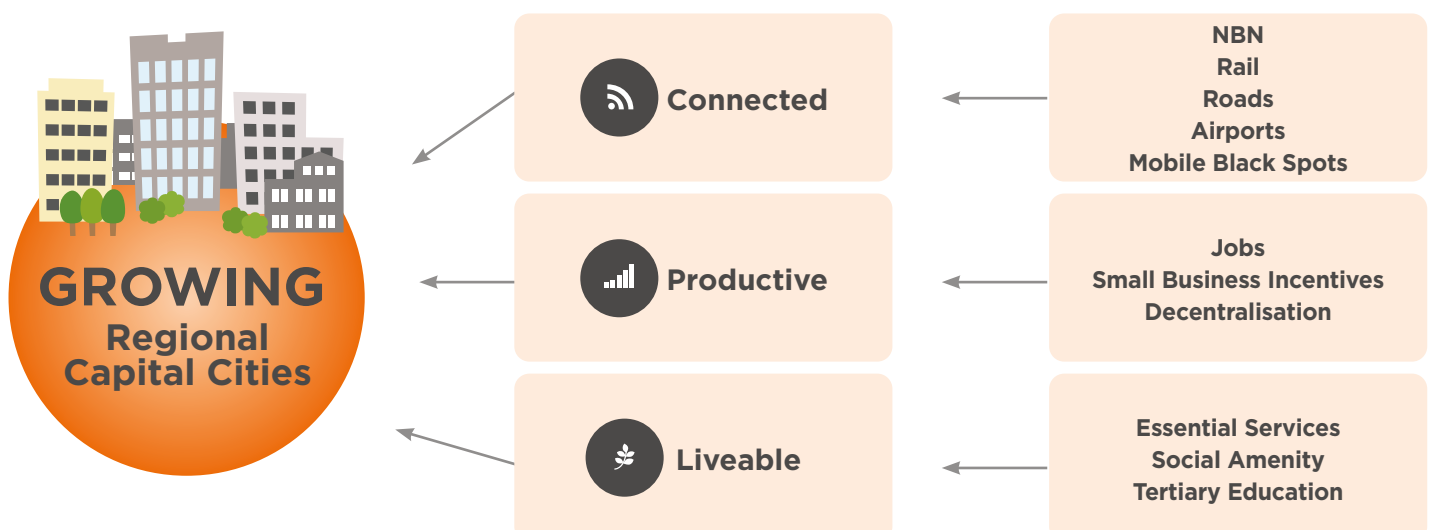 GROWING
Regional
Capital Cities
Connected
NBN
Rail
Roads
Airports
Mobile Black Spots
Productive
Jobs
Small Business Incentives
Decentralisation
Liveable
Essential Services
Social Amenity
Tertiary Education